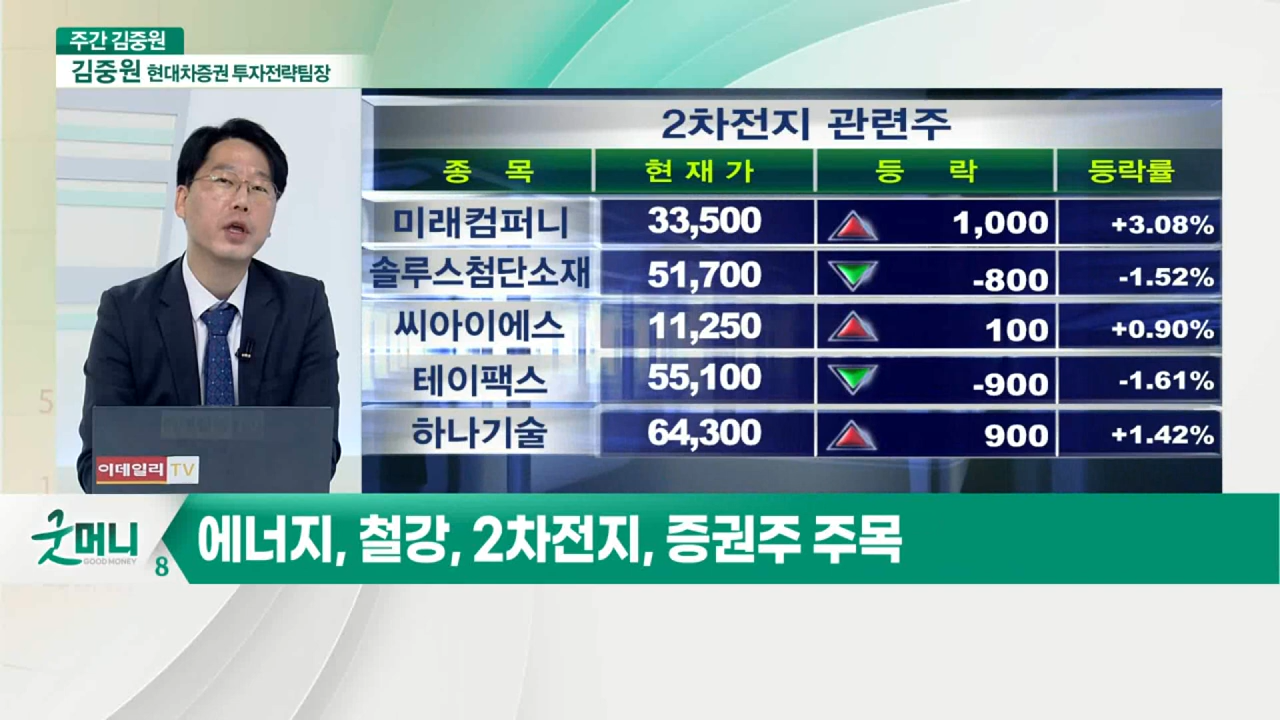 주간 김중원
김중원 현대차증권 투자전략팀장
2차전지 관련주
종 목 현 재 가 등 락 등락률
미래컴퍼니 33,500 1,000 +3.08%
솔루스첨단소재 51,700 -800 -1.52%
씨아이에스 11,250 100 +0.90%
테이팩스 55,100 -900 -1.61%
하나기술 64,300 900 +1.42%
5
1
이데일리 TV
굿머니
GOOD MONEY
8
에너지, 철강, 2차전지, 증권주 주목